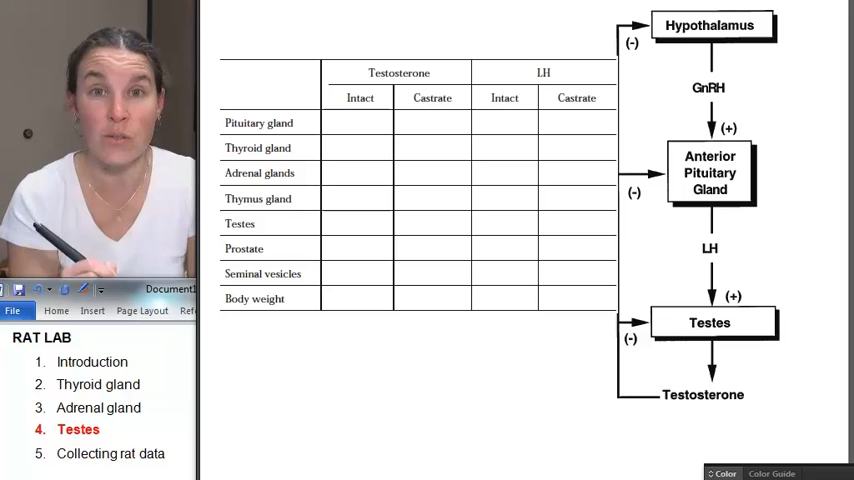 Hypothalamus
(-)
GnRH
(+)
Anterior
Pituitary
Gland
(-)
LH
(+)
Testes
(-)
Testosterone
Testosterone LH
Intact Castrate Intact Castrate
Pituitary gland
Thyroid gland
Adrenal glands
Thymus gland
Testes
Prostate
Seminal vesicles
Body weight
Document1
File Home Insert Page Layout Ref
RAT LAB
1. Introduction
2. Thyroid gland
3. Adrenal gland
4. Testes
5. Collecting rat data
Color Color Guide